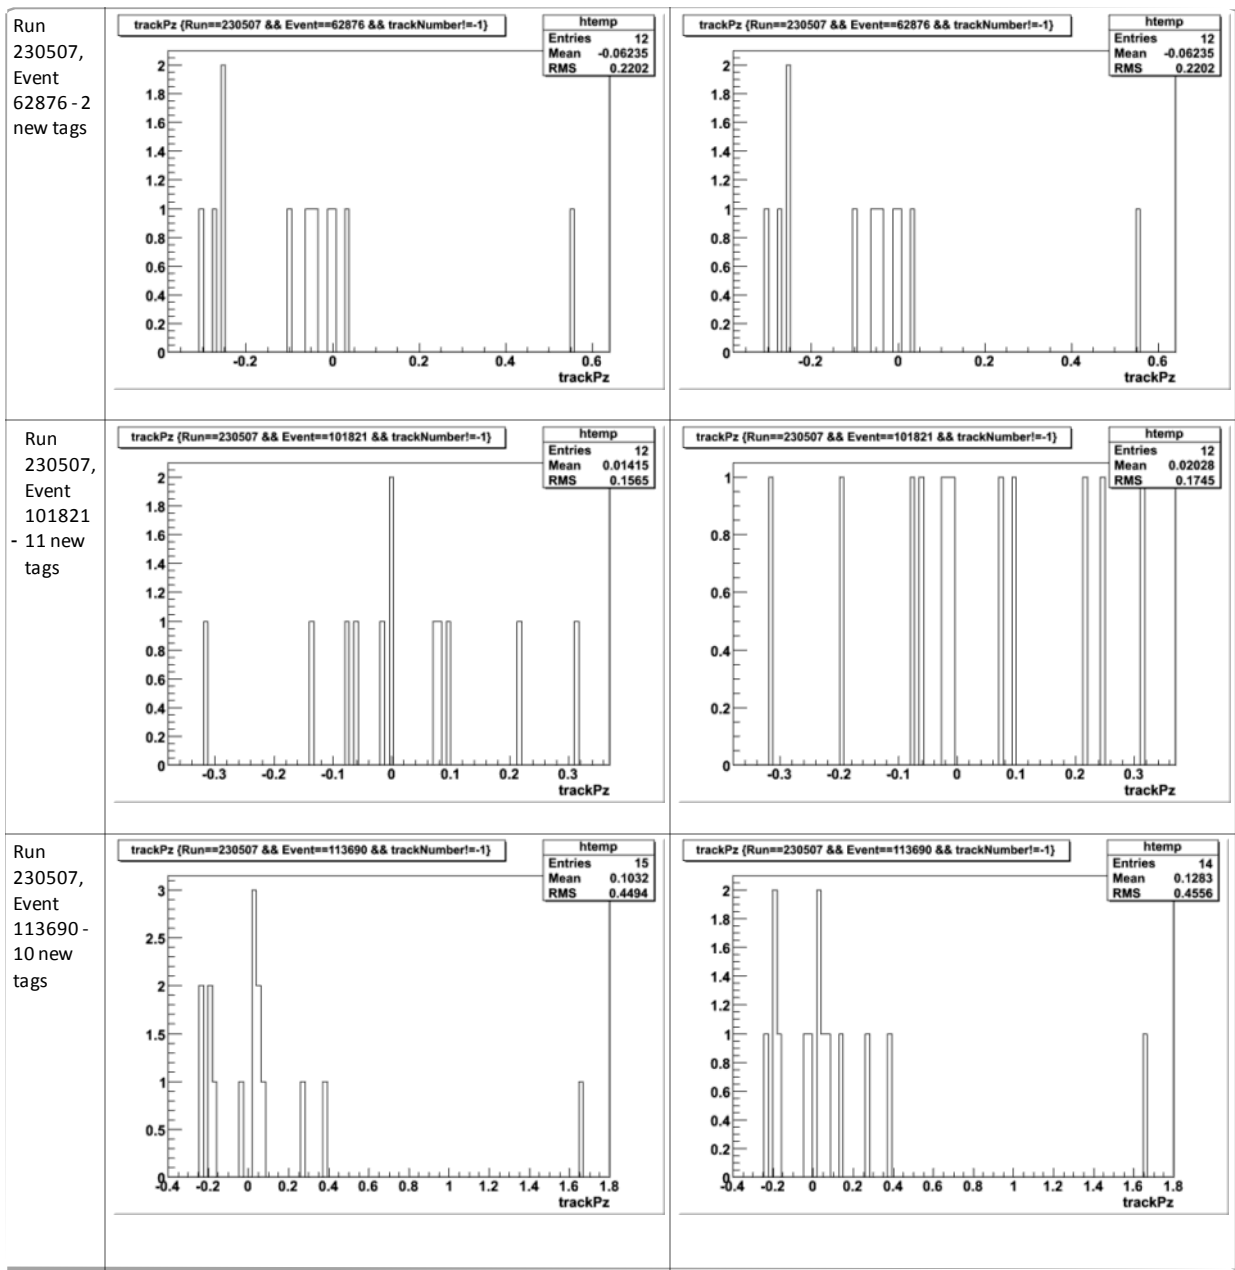 Run
230507,
Event
62876 - 2
new tags
trackPz {Run==230507 && Event==62876 && trackNumber!=-1}
htemp
Entries 12
Mean -0.06235
RMS 0.2202
2
1.8
1.6
1.4
1.2
1
0.8
0.6
0.4
0.2
0
-0.2 0 0.2 0.4 0.6
trackPz
trackPz {Run==230507 && Event==62876 && trackNumber!=-1}
htemp
Entries 12
Mean -0.06235
RMS 0.2202
2
1.8
1.6
1.4
1.2
1
0.8
0.6
0.4
0.2
0
-0.2 0 0.2 0.4 0.6
trackPz
Run
230507,
Event
101821
- 11 new
tags
trackPz {Run==230507 && Event==101821 && trackNumber!=-1}
htemp
Entries 12
Mean 0.01415
RMS 0.1565
2
1.8
1.6
1.4
1.2
1
0.8
0.6
0.4
0.2
0
-0.3 -0.2 -0.1 0 0.1 0.2 0.3
trackPz
trackPz {Run==230507 && Event==101821 && trackNumber!=-1}
htemp
Entries 12
Mean 0.02028
RMS 0.1745
1
0.8
0.6
0.4
0.2
0
-0.3 -0.2 -0.1 0 0.1 0.2 0.3
trackPz
Run
230507,
Event
113690 -
10 new
tags
trackPz {Run==230507 && Event==113690 && trackNumber!=-1}
htemp
Entries 15
Mean 0.1032
RMS 0.4494
3
2.5
2
1.5
1
0.5
0
-0.4 -0.2 0 0.2 0.4 0.6 0.8 1 1.2 1.4 1.6 1.8
trackPz
trackPz {Run==230507 && Event==113690 && trackNumber!=-1}
htemp
Entries 14
Mean 0.1283
RMS 0.4556
2
1.8
1.6
1.4
1.2
1
0.8
0.6
0.4
0.2
0
-0.4 -0.2 0 0.2 0.4 0.6 0.8 1 1.2 1.4 1.6 1.8
trackPz